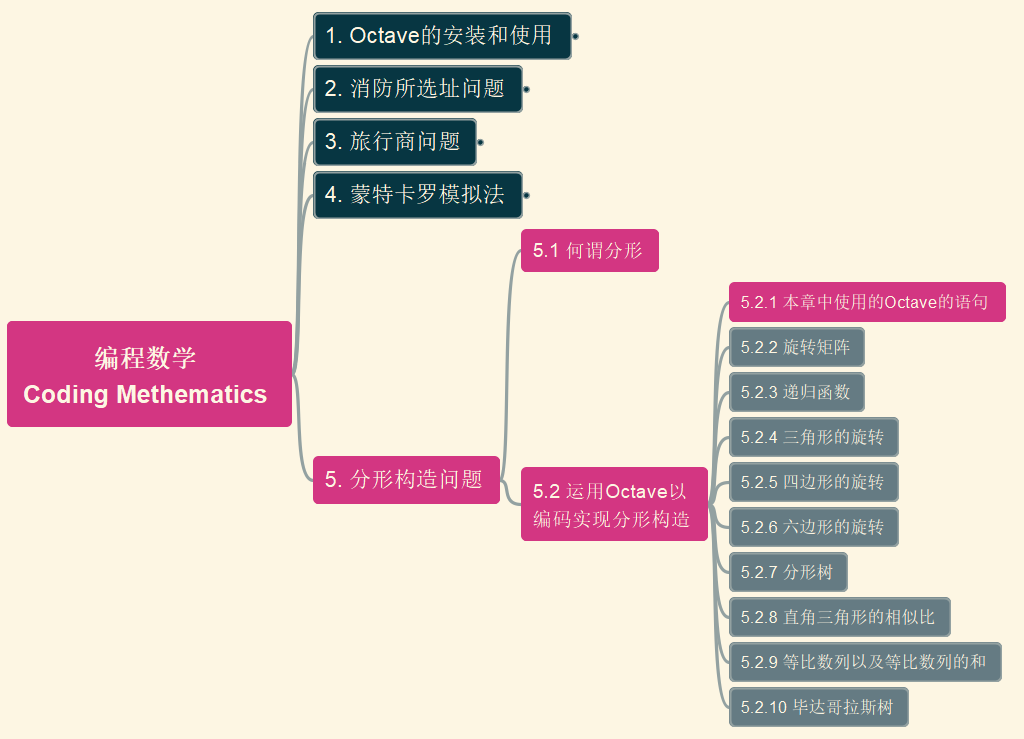 编程数学
Coding Methematics
1. Octave的安装和使用
2. 消防所选址问题
3. 旅行商问题
4. 蒙特卡罗模拟法
5. 分形构造问题
5.1 何谓分形
5.2 运用Octave以
编码实现分形构造
5.2.1 本章中使用的Octave的语句
5.2.2 旋转矩阵
5.2.3 递归函数
5.2.4 三角形的旋转
5.2.5 四边形的旋转
5.2.6 六边形的旋转
5.2.7 分形树
5.2.8 直角三角形的相似比
5.2.9 等比数列以及等比数列的和
5.2.10 毕达哥拉斯树